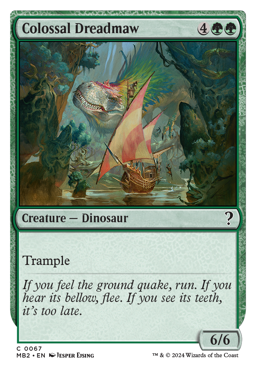 Colossal Dreadmaw 4
Creature — Dinosaur ?
Trample
If you feel the ground quake, run. If you
hear its bellow, flee. If you see its teeth,
it's too late.
6/6
C 0067
MB2 • EN Jesper Ejsing ™ & © 2024 Wizards of the Coast